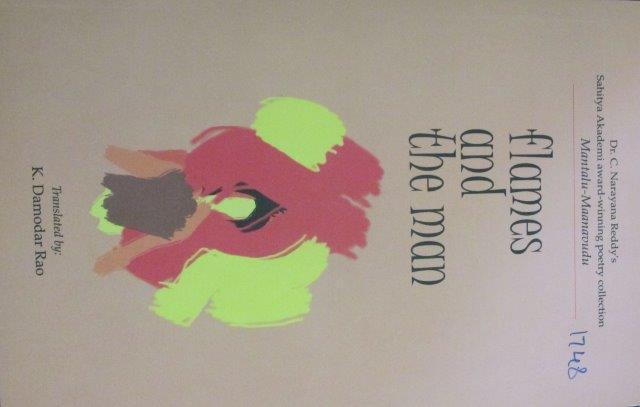 Dr. C. Narayana Reddy's
Sahitya Akademi award-winning poetry collection
Mantalu-Maanavudu
1748
flames
and
the man
Translated by:
K. Damodar Rao